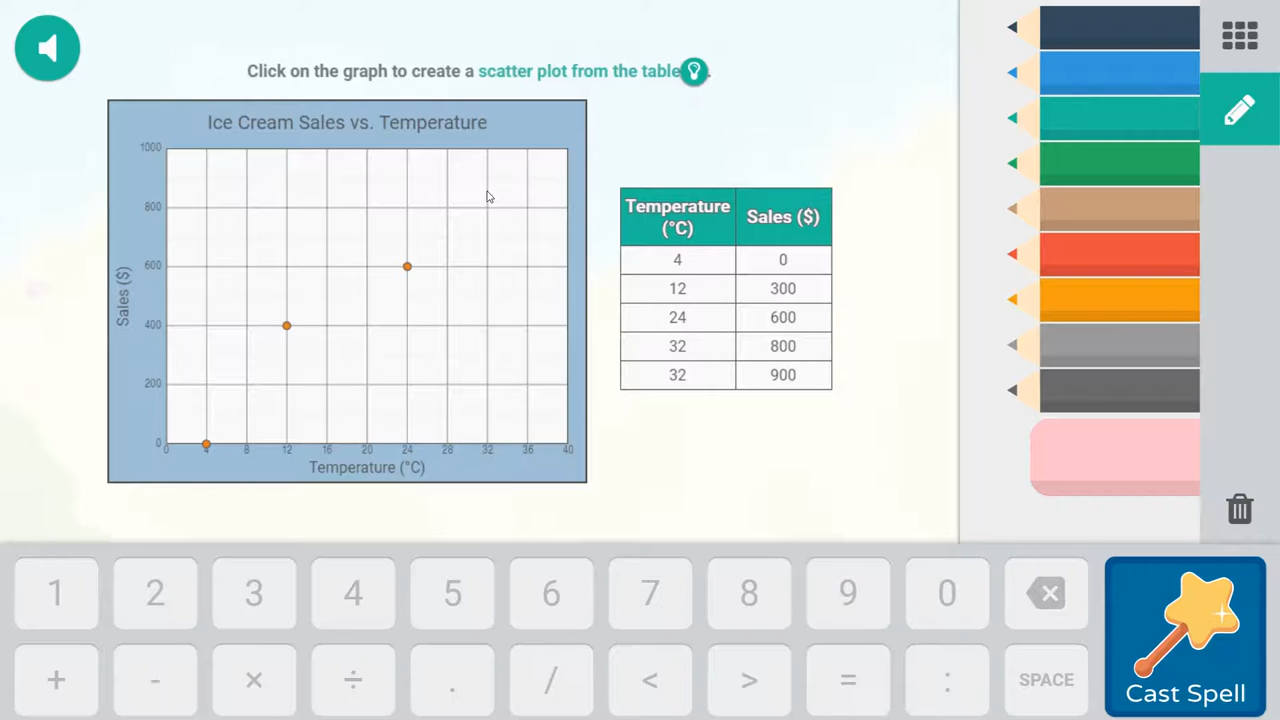 Click on the graph to create a scatter plot from the table.
Ice Cream Sales vs. Temperature
1000
800
600
400
200
0
Sales ($)
0 4 8 12 16 20 24 28 32 36 40
Temperature (°C)
Temperature (°C) Sales ($)
4 0
12 300
24 600
32 800
32 900
1 2 3 4 5 6 7 8 9 0
+ - × ÷ . / < > = : SPACE
Cast Spell